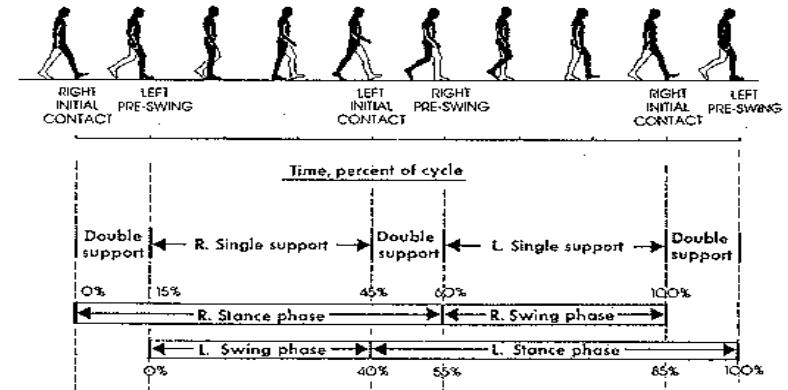 RIGHT INITIAL CONTACT
LEFT PRE-SWING
LEFT INITIAL CONTACT
RIGHT PRE-SWING
RIGHT INITIAL CONTACT
LEFT PRE-SWING
Time, percent of cycle
Double support
R. Single support
Double support
L. Single support
Double support
0% 15% 45% 60% 100%
R. Stance phase R. Swing phase
L. Swing phase L. Stance phase
0% 40% 55% 85% 100%